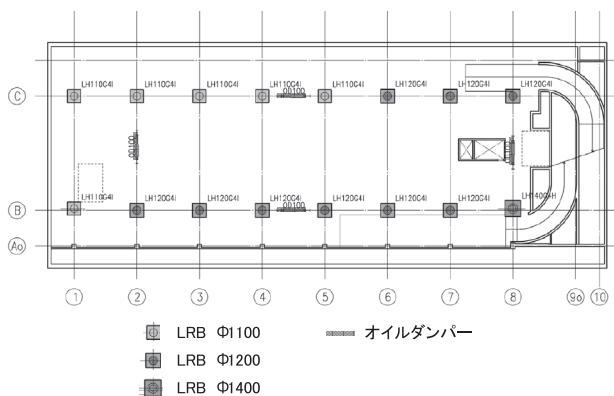 LH110G4I LH110G4I LH110G4I LH110G4I LH110G4I LH120G4I LH120G4I LH120G4I
OD100
C
OD100
OD100
LH110G4I LH120G4I LH120G4I LH120G4I LH120G4I LH120G4I LH120G4I LH140G4H
OD100
B
Ao
1 2 3 4 5 6 7 8 9o 10
LRB Φ1100 オイルダンパー
LRB Φ1200
LRB Φ1400